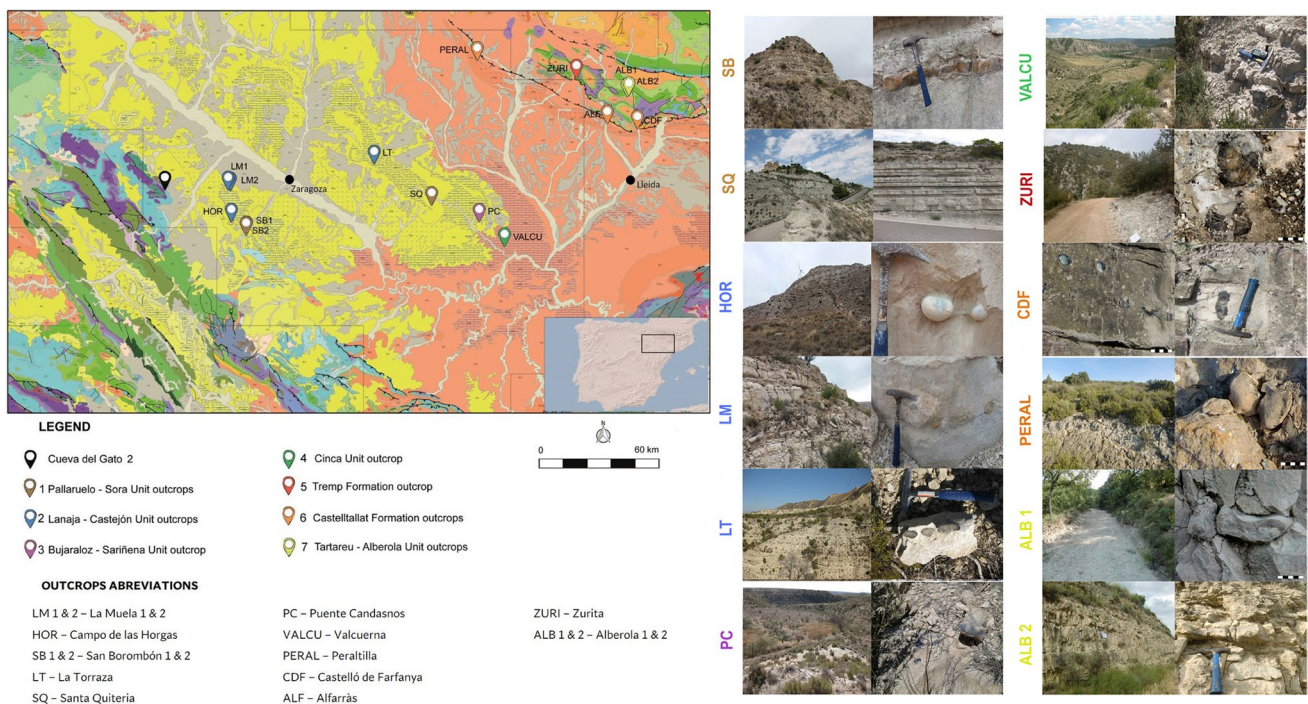 PERAL
ZURI
ALB1
ALB2
ALF
CDF
LT
LM1
LM2
Zaragoza
SQ
Lleida
HOR
SB1
SB2
PC
VALCU
LEGEND
Cueva del Gato 2
1 Pallaruelo - Sora Unit outcrops
2 Lanaja - Castejón Unit outcrops
3 Bujaraloz - Sariñena Unit outcrop
4 Cinca Unit outcrop
5 Tremp Formation outcrop
6 Castelltallat Formation outcrops
7 Tartareu - Alberola Unit outcrops
N
0 60 km
OUTCROPS ABREVIATIONS
LM 1 & 2 – La Muela 1 & 2
HOR – Campo de las Horgas
SB 1 & 2 – San Borombón 1 & 2
LT – La Torraza
SQ – Santa Quiteria
PC – Puente Candasnos
VALCU – Valcuerna
PERAL – Peraltilla
CDF – Castelló de Farfanya
ALF – Alfarràs
ZURI – Zurita
ALB 1 & 2 – Alberola 1 & 2
SB
SQ
HOR
LM
LT
PC
VALCU
ZURI
CDF
PERAL
ALB 1
ALB 2